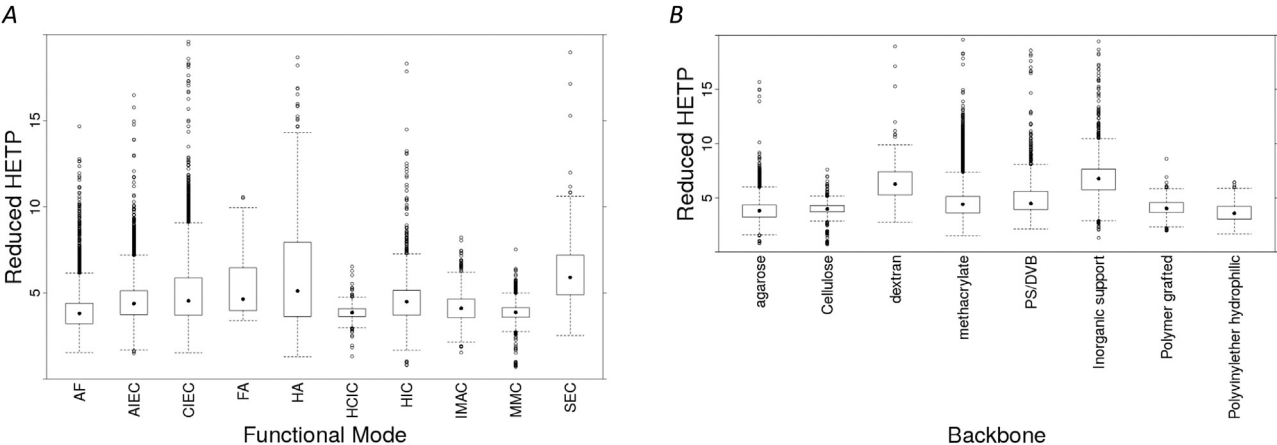 A
Reduced HETP
15
10
5
AF
AIEC
CIEC
FA
HA
HCIC
HIC
IMAC
MMC
SEC
Functional Mode
B
Reduced HETP
15
10
5
agarose
Cellulose
dextran
methacrylate
PS/DVB
Inorganic support
Polymer grafted
Polyvinylether hydrophilic
Backbone